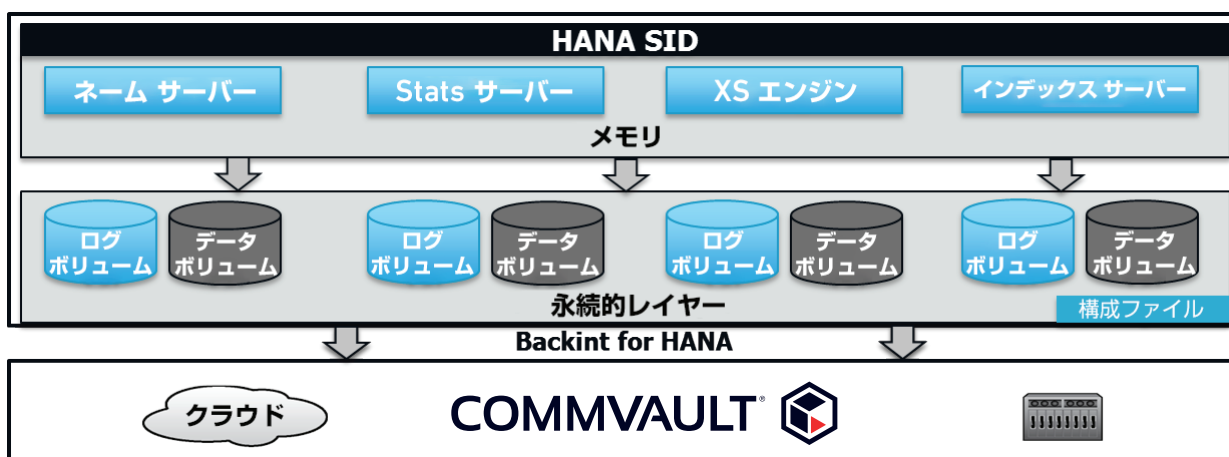 HANA SID
ネーム サーバー
Stats サーバー
XS エンジン
インデックス サーバー
メモリ
ログ
ボリューム
データ
ボリューム
ログ
ボリューム
データ
ボリューム
ログ
ボリューム
データ
ボリューム
ログ
ボリューム
データ
ボリューム
永続的レイヤー
構成ファイル
Backint for HANA
クラウド
COMMVAULT®